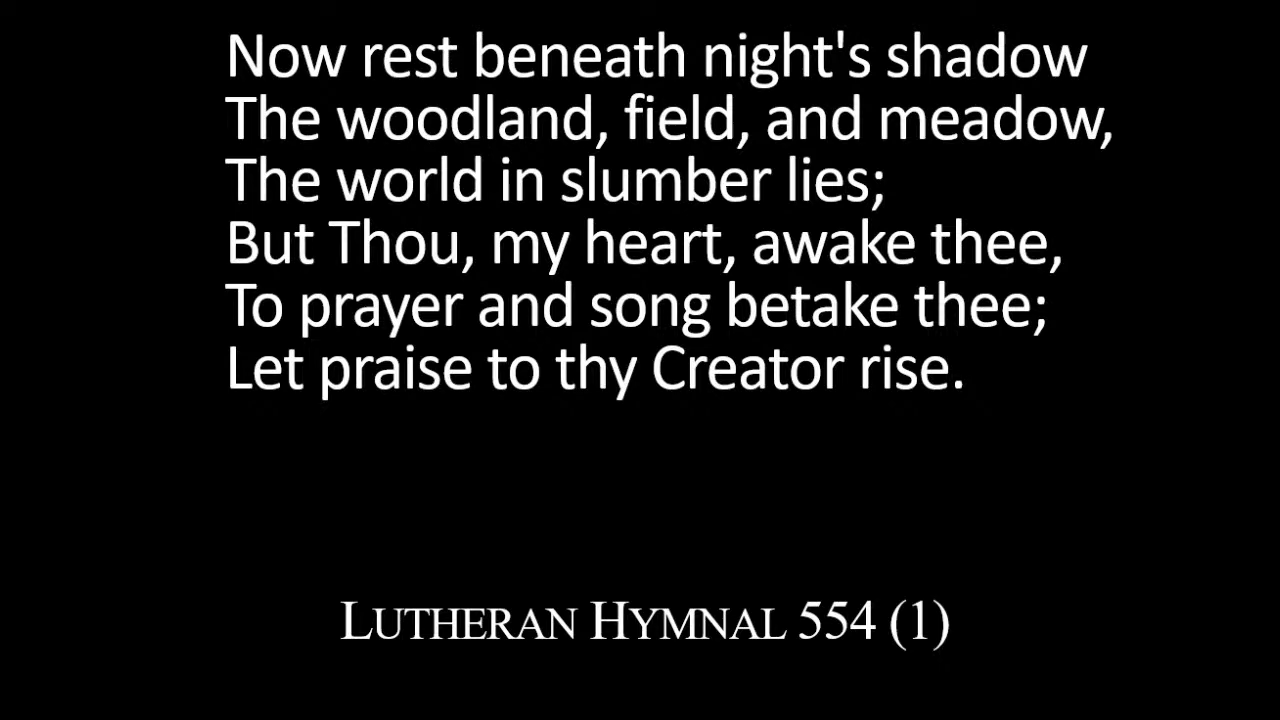 Now rest beneath night's shadow
The woodland, field, and meadow,
The world in slumber lies;
But Thou, my heart, awake thee,
To prayer and song betake thee;
Let praise to thy Creator rise.
LUTHERAN HYMNAL 554 (1)